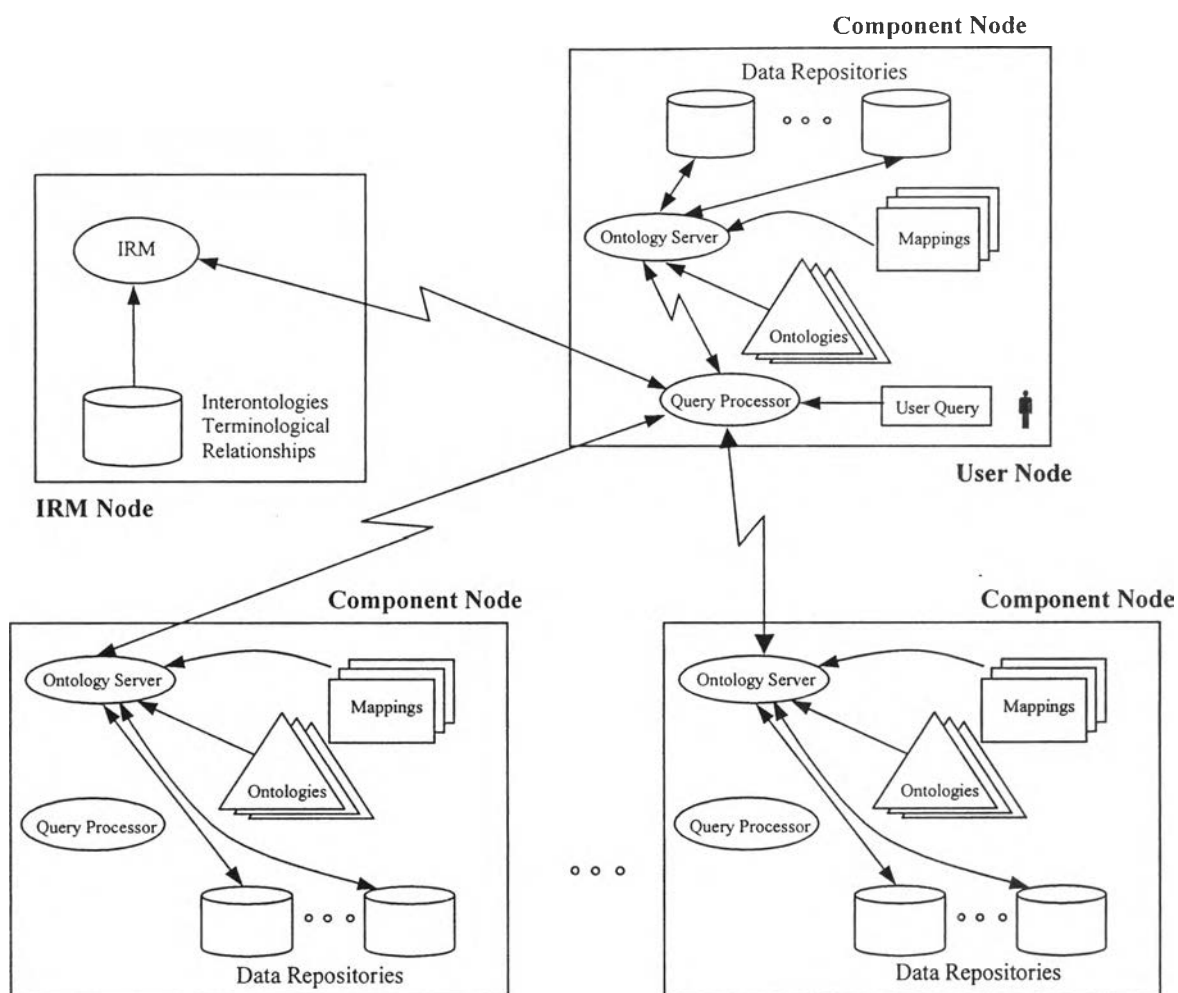 Component Node
Data Repositories
Ontology Server
Mappings
Ontologies
Query Processor
User Query
User Node
IRM
Interontologies
Terminological
Relationships
IRM Node
Component Node
Ontology Server
Mappings
Ontologies
Query Processor
Data Repositories
Component Node
Ontology Server
Mappings
Ontologies
Query Processor
Data Repositories